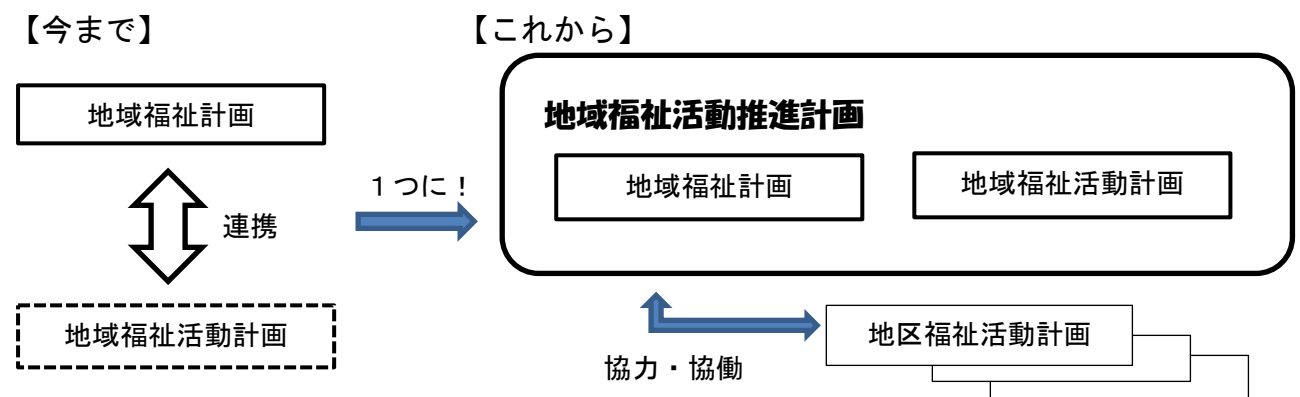 【今まで】
【これから】
地域福祉計画
連携
地域福祉活動計画
1つに!
地域福祉活動推進計画
地域福祉計画
地域福祉活動計画
協力・協働
地区福祉活動計画